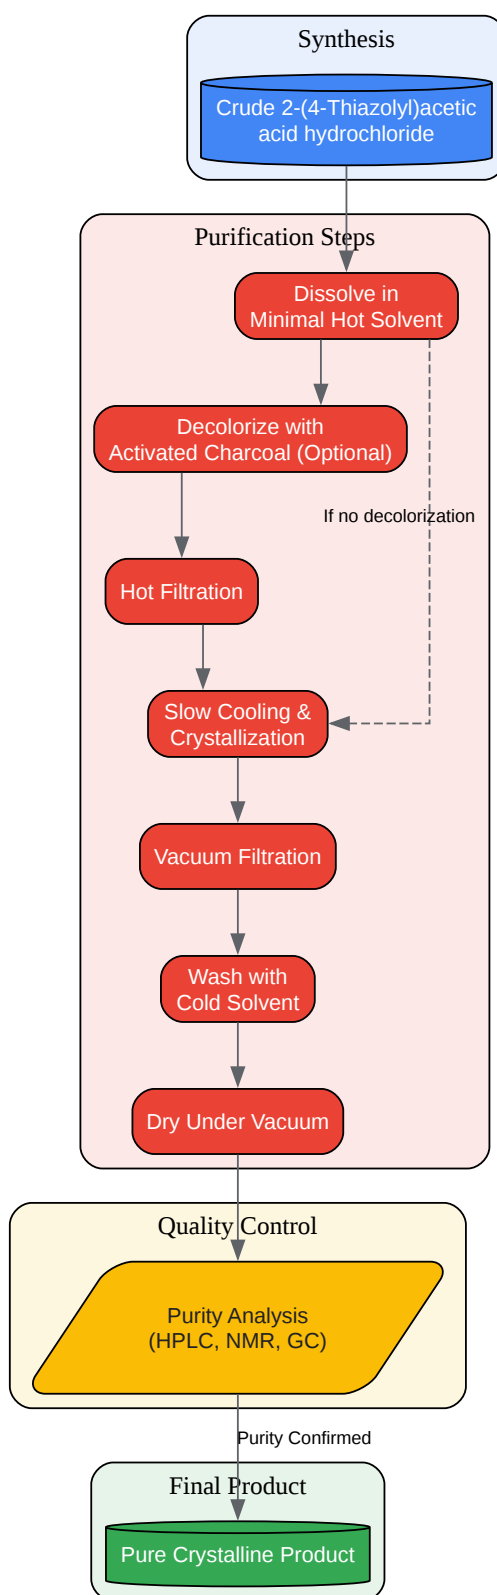 Synthesis
Crude 2-(4-Thiazolyl)acetic
acid hydrochloride
Purification Steps
Dissolve in
Minimal Hot Solvent
Decolorize with
Activated Charcoal (Optional)
If no decolorization
Hot Filtration
Slow Cooling &
Crystallization
Vacuum Filtration
Wash with
Cold Solvent
Dry Under Vacuum
Quality Control
Purity Analysis
(HPLC, NMR, GC)
Purity Confirmed
Final Product
Pure Crystalline Product